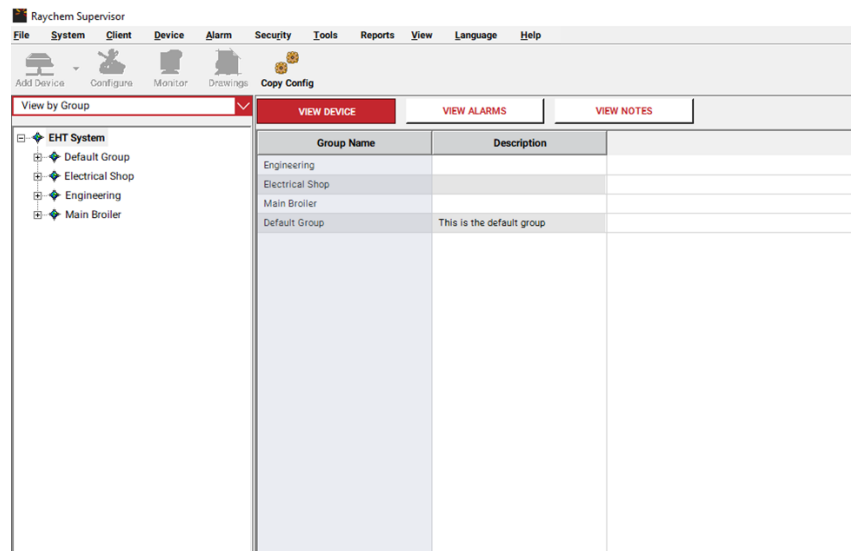 Raychem Supervisor
File System Client Device Alarm Security Tools Reports View Language Help
Add Device Configure Monitor Drawings Copy Config
View by Group
VIEW DEVICE VIEW ALARMS VIEW NOTES
EHT System
Default Group
Electrical Shop
Engineering
Main Broiler
Group Name Description
Engineering
Electrical Shop
Main Broiler
Default Group This is the default group